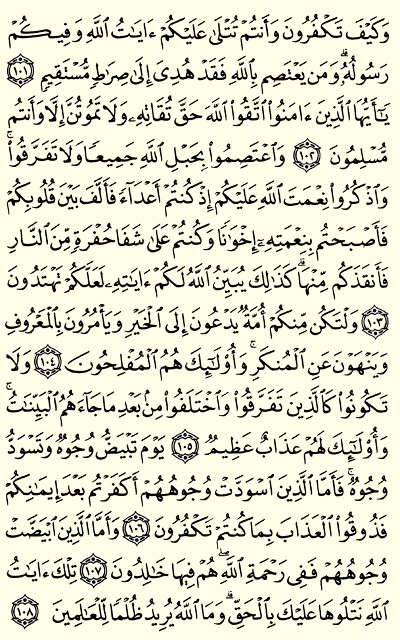 وَكَيْفَ تَكْفُرُونَ وَأَنتُمْ تُتْلَىٰ عَلَيْكُمْ ءَايَٰتُ ٱللَّهِ وَفِيكُمْ
رَسُولُهُۥ ۗ وَمَن يَعْتَصِم بِٱللَّهِ فَقَدْ هُدِىَ إِلَىٰ صِرَٰطٍ مُّسْتَقِيمٍ ١٠١
يَٰٓأَيُّهَا ٱلَّذِينَ ءَامَنُوا۟ ٱتَّقُوا۟ ٱللَّهَ حَقَّ تُقَاتِهِۦ وَلَا تَمُوتُنَّ إِلَّا وَأَنتُم
مُّسْلِمُونَ ١٠٢ وَٱعْتَصِمُوا۟ بِحَبْلِ ٱللَّهِ جَمِيعًا وَلَا تَفَرَّقُوا۟ ۚ
وَٱذْكُرُوا۟ نِعْمَتَ ٱللَّهِ عَلَيْكُمْ إِذْ كُنتُمْ أَعْدَآءً فَأَلَّفَ بَيْنَ قُلُوبِكُمْ
فَأَصْبَحْتُم بِنِعْمَتِهِۦٓ إِخْوَٰنًا وَكُنتُمْ عَلَىٰ شَفَا حُفْرَةٍ مِّنَ ٱلنَّارِ
فَأَنقَذَكُم مِّنْهَا ۗ كَذَٰلِكَ يُبَيِّنُ ٱللَّهُ لَكُمْ ءَايَٰتِهِۦ لَعَلَّكُمْ تَهْتَدُونَ
١٠٣ وَلْتَكُن مِّنكُمْ أُمَّةٌ يَدْعُونَ إِلَى ٱلْخَيْرِ وَيَأْمُرُونَ بِٱلْمَعْرُوفِ
وَيَنْهَوْنَ عَنِ ٱلْمُنكَرِ ۚ وَأُو۟لَٰٓئِكَ هُمُ ٱلْمُفْلِحُونَ ١٠٤ وَلَا
تَكُونُوا۟ كَٱلَّذِينَ تَفَرَّقُوا۟ وَٱخْتَلَفُوا۟ مِنۢ بَعْدِ مَا جَآءَهُمُ ٱلْبَيِّنَٰتُ ۚ
وَأُو۟لَٰٓئِكَ لَهُمْ عَذَابٌ عَظِيمٌ ١٠٥ يَوْمَ تَبْيَضُّ وُجُوهٌ وَتَسْوَدُّ
وُجُوهٌ ۚ فَأَمَّا ٱلَّذِينَ ٱسْوَدَّتْ وُجُوهُهُمْ أَكَفَرْتُم بَعْدَ إِيمَٰنِكُمْ
فَذُوقُوا۟ ٱلْعَذَابَ بِمَا كُنتُمْ تَكْفُرُونَ ١٠٦ وَأَمَّا ٱلَّذِينَ ٱبْيَضَّتْ
وُجُوهُهُمْ فَفِى رَحْمَةِ ٱللَّهِ هُمْ فِيهَا خَٰلِدُونَ ١٠٧ تِلْكَ ءَايَٰتُ
ٱللَّهِ نَتْلُوهَا عَلَيْكَ بِٱلْحَقِّ ۗ وَمَا ٱللَّهُ يُرِيدُ ظُلْمًا لِّلْعَٰلَمِينَ ١٠٨